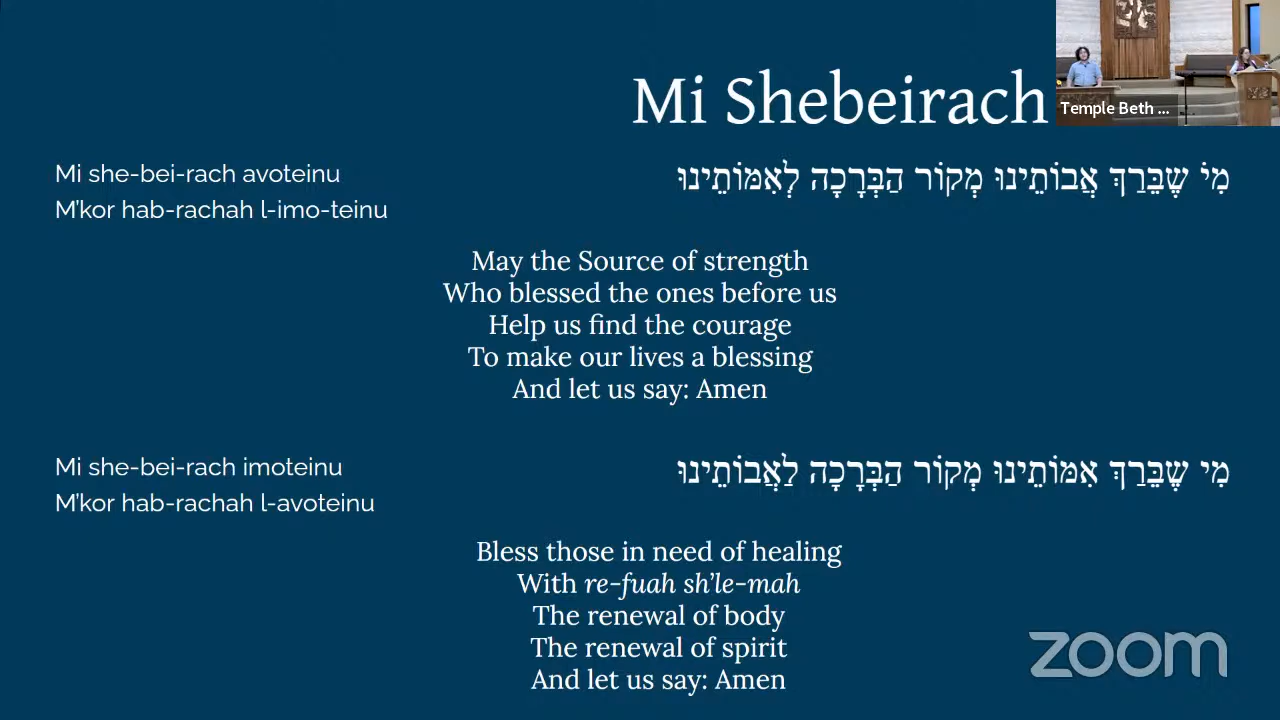 Mi Shebeirach
Temple Beth ...
Mi she-bei-rach avoteinu
M'kor hab-rachah l-imo-teinu
מִי שֶׁבֵּרַךְ אֲבוֹתֵינוּ מְקוֹר הַבְּרָכָה לְאִמּוֹתֵינוּ
May the Source of strength
Who blessed the ones before us
Help us find the courage
To make our lives a blessing
And let us say: Amen
Mi she-bei-rach imoteinu
M'kor hab-rachah l-avoteinu
מִי שֶׁבֵּרַךְ אִמּוֹתֵינוּ מְקוֹר הַבְּרָכָה לַאֲבוֹתֵינוּ
Bless those in need of healing
With re-fuah sh'le-mah
The renewal of body
The renewal of spirit
And let us say: Amen
zoom